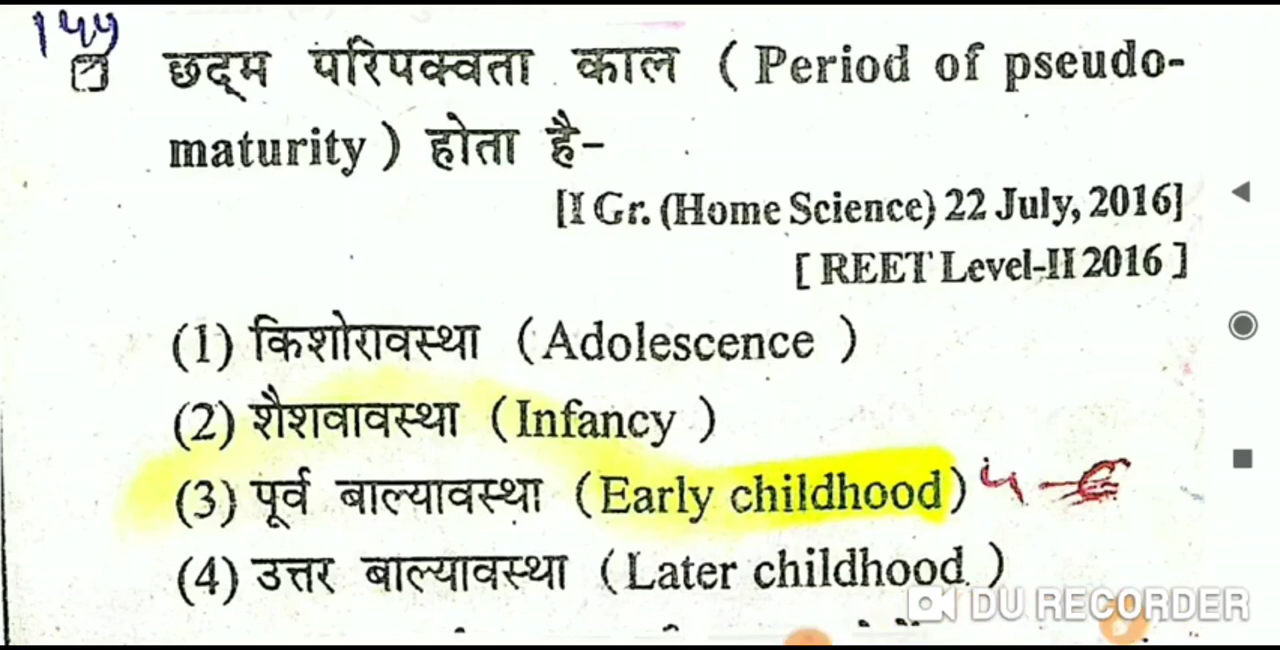 149
छद्म परिपक्वता काल ( Period of pseudo-
maturity ) होता है-
[I Gr. (Home Science) 22 July, 2016]
[ REET Level-II 2016 ]
(1) किशोरावस्था ( Adolescence )
(2) शैशवावस्था ( Infancy )
(3) पूर्व बाल्यावस्था ( Early childhood)
(4) उत्तर बाल्यावस्था ( Later childhood. )
DU RECORDER